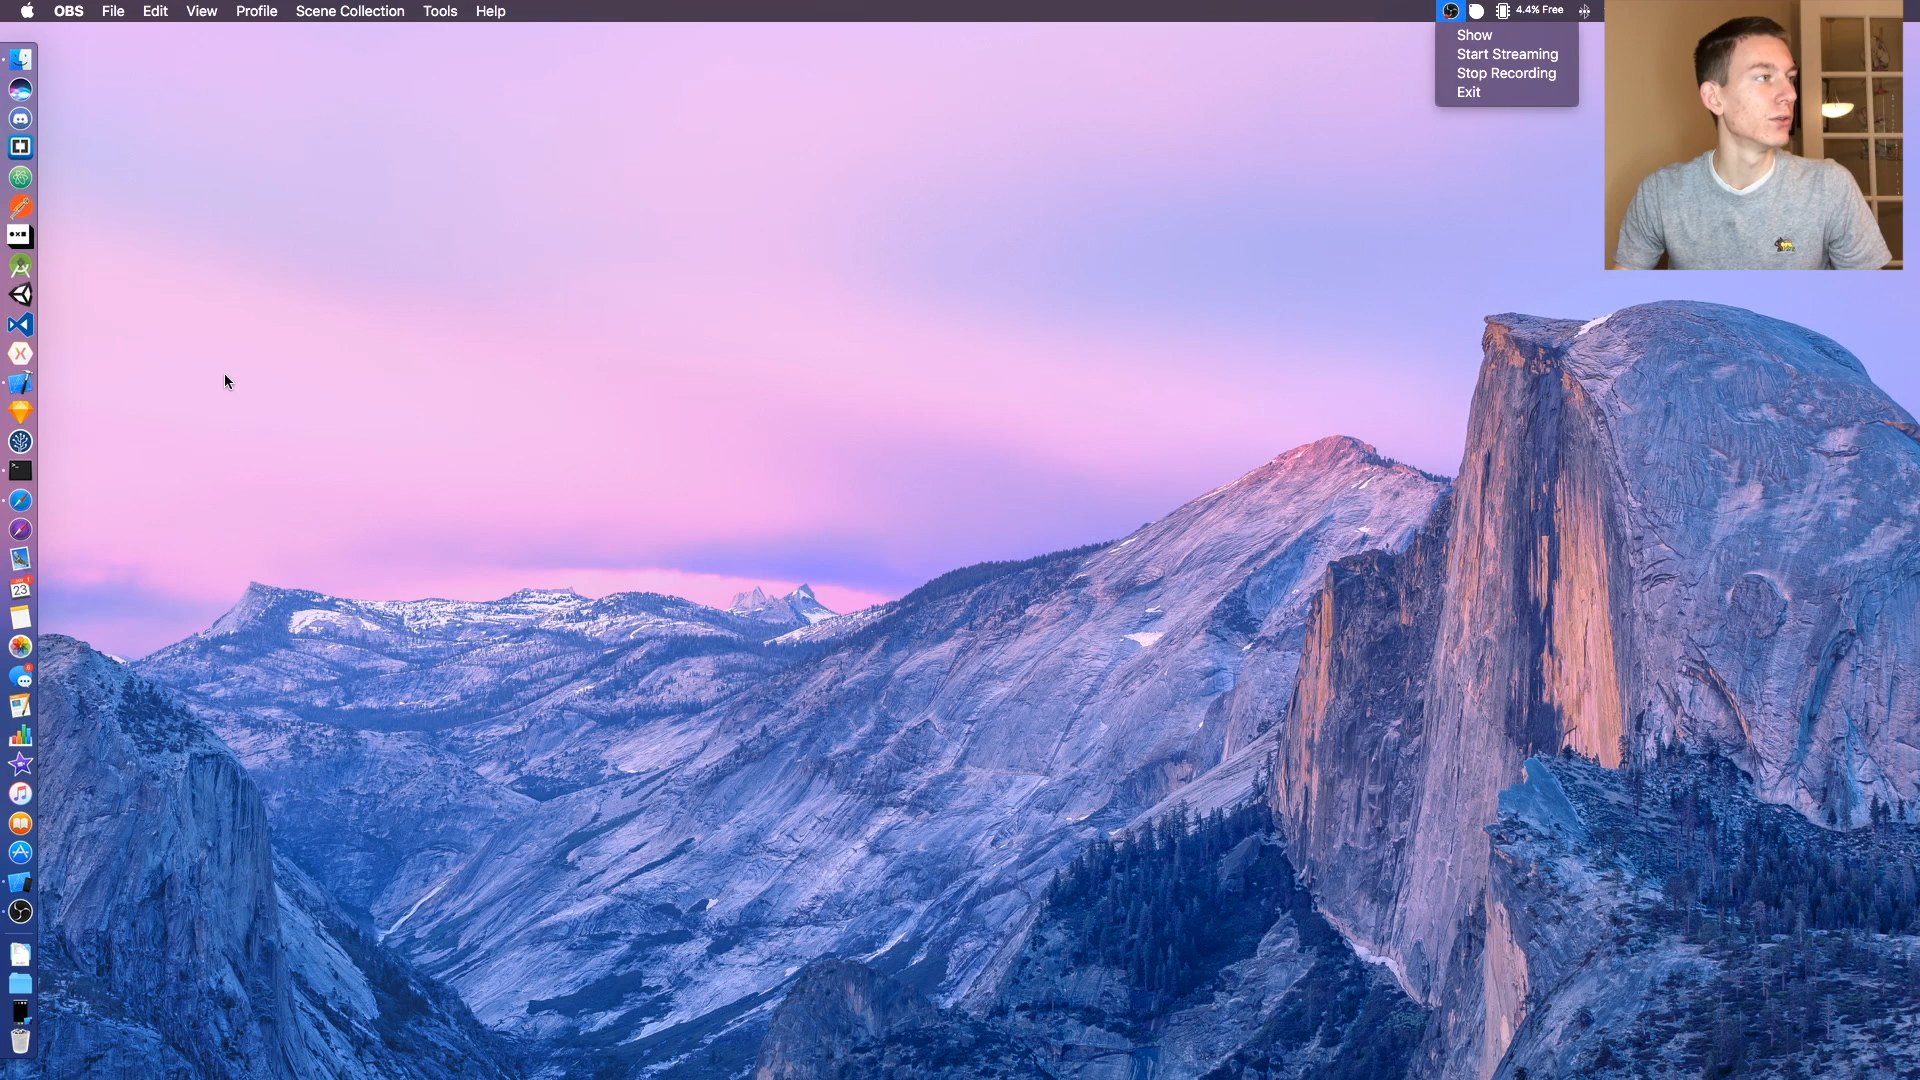 OBS File Edit View Profile Scene Collection Tools Help 4.4% Free
Show
Start Streaming
Stop Recording
Exit
23